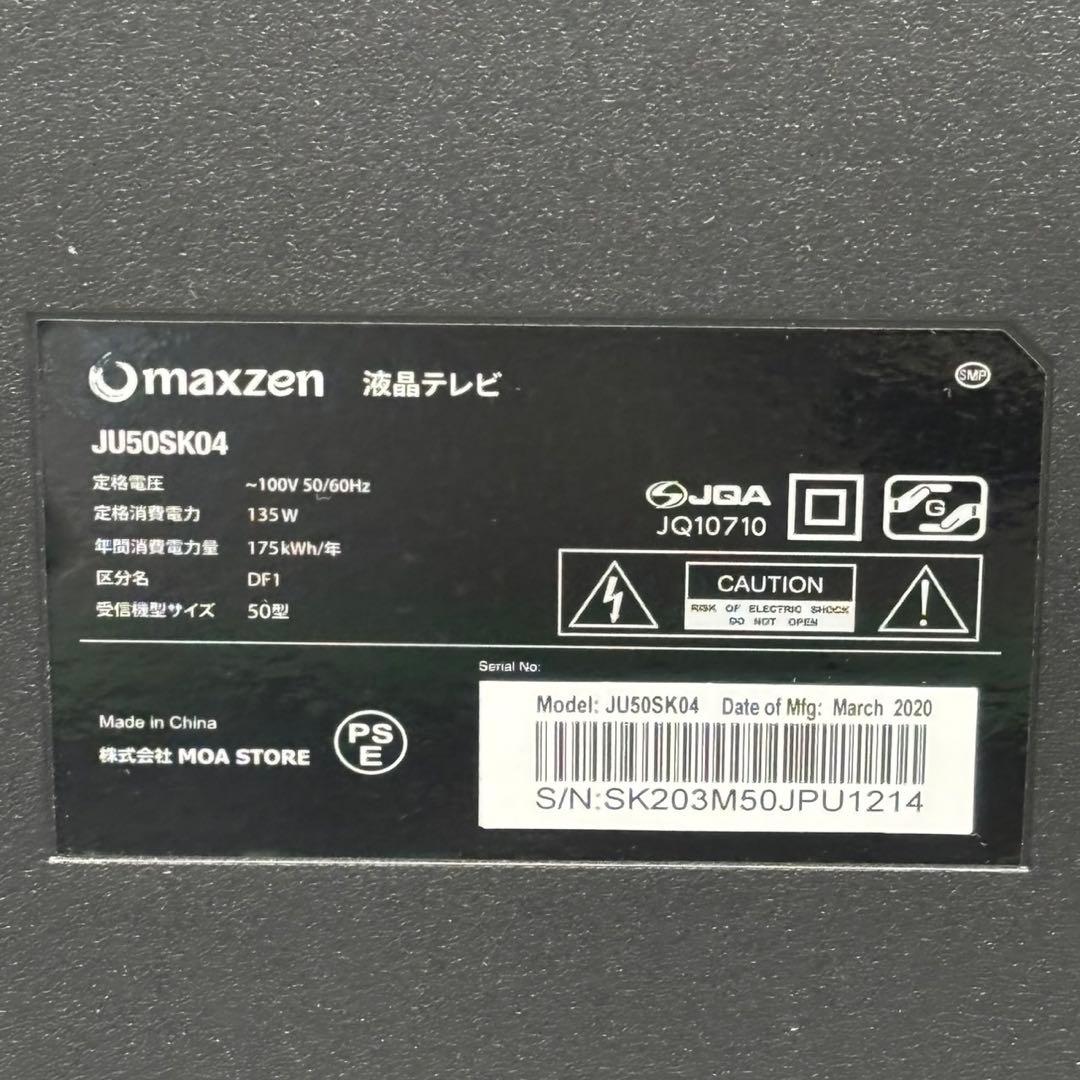 maxzen 液晶テレビ
SMP
JU50SK04
定格電圧 ~100V 50/60Hz
定格消費電力 135W
年間消費電力量 175kWh/年
区分名 DF1
受信機型サイズ 50型
JQA
JQ10710
G
CAUTION
RISK OF ELECTRIC SHOCK
DO NOT OPEN
Serial No:
Model: JU50SK04 Date of Mfg: March 2020
S/N:SK203M50JPU1214
Made in China
株式会社 MOA STORE
PS
E